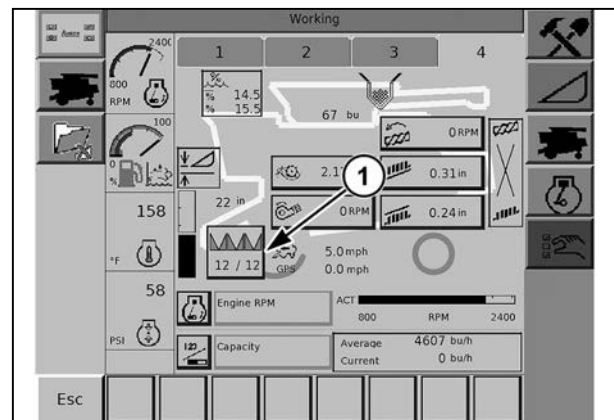 Working
2400
800
RPM
1 2 3 4
%
% 14.5
% 15.5
67 bu
0 RPM
100
0
%
2.1
1
0.31 in
22 in
0 RPM
0.24 in
158
°F
12 / 12
GPS
5.0 mph
0.0 mph
58
PSI
Engine RPM
ACT
800 RPM 2400
123
Capacity
Average 4607 bu/h
Current 0 bu/h
Esc